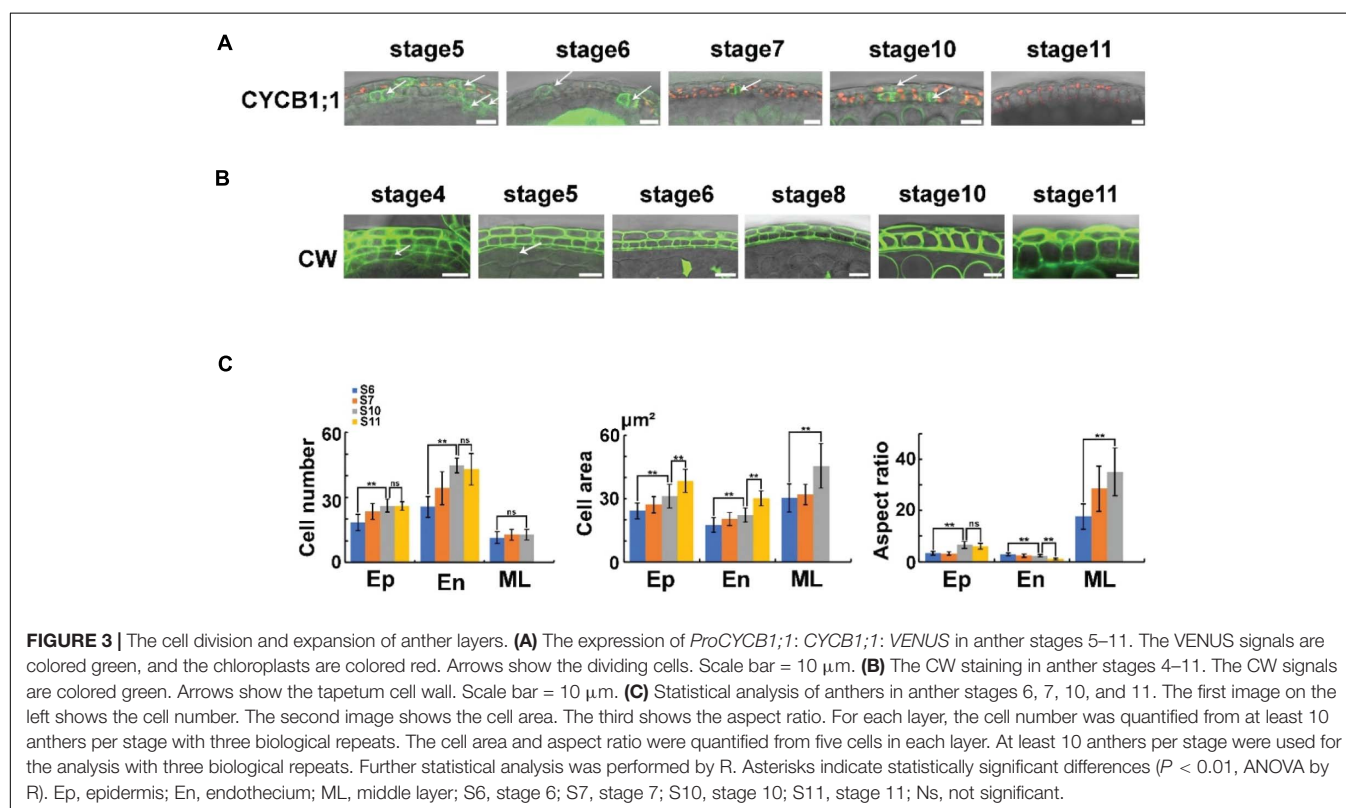 A
stage5 stage6 stage7 stage10 stage11
CYCB1;1
B
stage4 stage5 stage6 stage8 stage10 stage11
CW
C
S6
S7
S10
S11
Cell number
60
30
0
** ns ** ns ns
Ep En ML
µm²
Cell area
60
30
0
** ** ** ** **
Ep En ML
Aspect ratio
40
20
0
** ns ** ** **
Ep En ML
FIGURE 3 | The cell division and expansion of anther layers. (A) The expression of ProCYCB1;1: CYCB1;1: VENUS in anther stages 5–11. The VENUS signals are
colored green, and the chloroplasts are colored red. Arrows show the dividing cells. Scale bar = 10 µm. (B) The CW staining in anther stages 4–11. The CW signals
are colored green. Arrows show the tapetum cell wall. Scale bar = 10 µm. (C) Statistical analysis of anthers in anther stages 6, 7, 10, and 11. The first image on the
left shows the cell number. The second image shows the cell area. The third shows the aspect ratio. For each layer, the cell number was quantified from at least 10
anthers per stage with three biological repeats. The cell area and aspect ratio were quantified from five cells in each layer. At least 10 anthers per stage were used for
the analysis with three biological repeats. Further statistical analysis was performed by R. Asterisks indicate statistically significant differences (P < 0.01, ANOVA by
R). Ep, epidermis; En, endothecium; ML, middle layer; S6, stage 6; S7, stage 7; S10, stage 10; S11, stage 11; Ns, not significant.